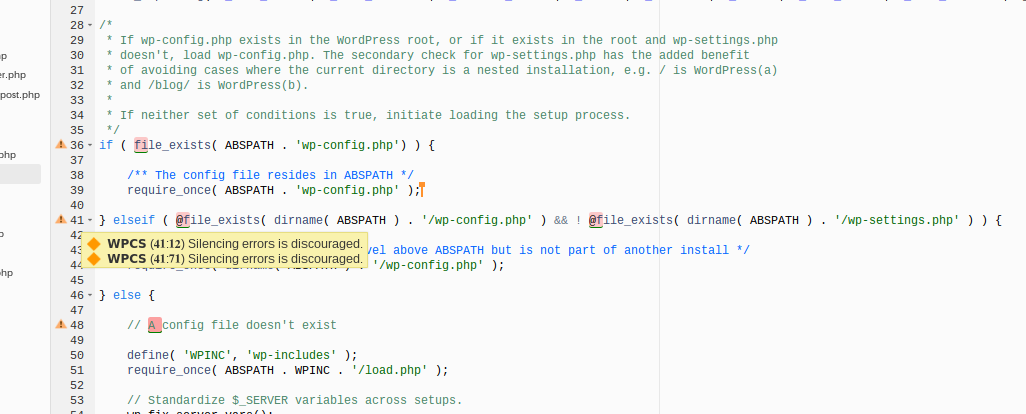 27
28 /*
29 * If wp-config.php exists in the WordPress root, or if it exists in the root and wp-settings.php
hp
30 * doesn't, load wp-config.php. The secondary check for wp-settings.php has the added benefit
er.php
31 * of avoiding cases where the current directory is a nested installation, e.g. / is WordPress(a)
32 * and /blog/ is WordPress(b).
post.php
33 *
34 * If neither set of conditions is true, initiate loading the setup process.
35 */
36 if ( file_exists( ABSPATH . 'wp-config.php') ) {
php
37
38 /** The config file resides in ABSPATH */
39 require_once( ABSPATH . 'wp-config.php' );
40
41 } elseif ( @file_exists( dirname( ABSPATH ) . '/wp-config.php' ) && ! @file_exists( dirname( ABSPATH ) . '/wp-settings.php' ) ) {
42
WPCS (41:12) Silencing errors is discouraged.
43 vel above ABSPATH but is not part of another install */
WPCS (41:71) Silencing errors is discouraged.
44 '/wp-config.php' );
hp
45
46 } else {
47
48 // A config file doesn't exist
49
50 define( 'WPINC', 'wp-includes' );
51 require_once( ABSPATH . WPINC . '/load.php' );
52
53 // Standardize $_SERVER variables across setups.
54 wp_fix_server_vars();